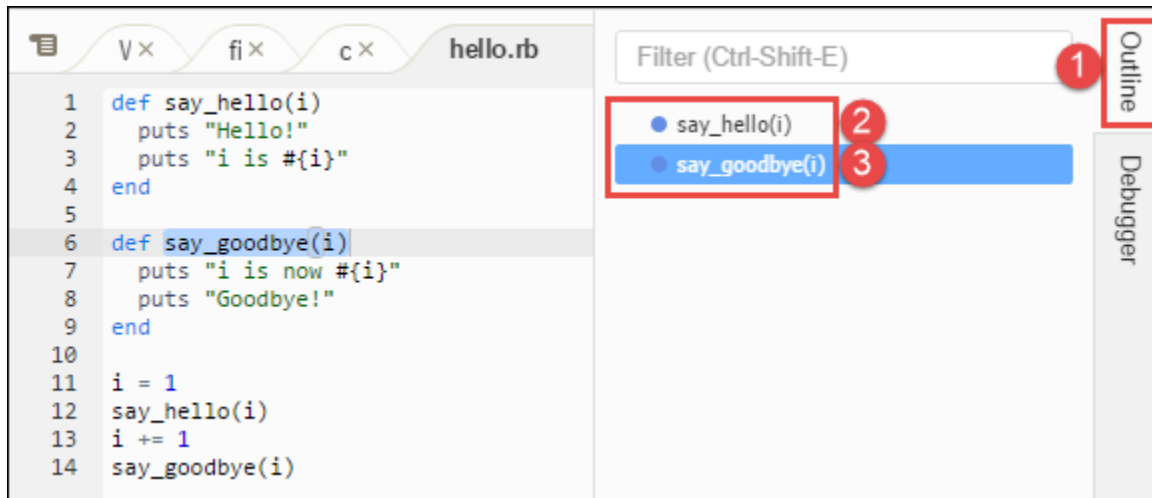 V× fi× c× hello.rb
1 def say_hello(i)
2   puts "Hello!"
3   puts "i is #{i}"
4 end
5
6 def say_goodbye(i)
7   puts "i is now #{i}"
8   puts "Goodbye!"
9 end
10
11 i = 1
12 say_hello(i)
13 i += 1
14 say_goodbye(i)
Filter (Ctrl-Shift-E)
say_hello(i) 2
say_goodbye(i) 3
1 Outline
Debugger